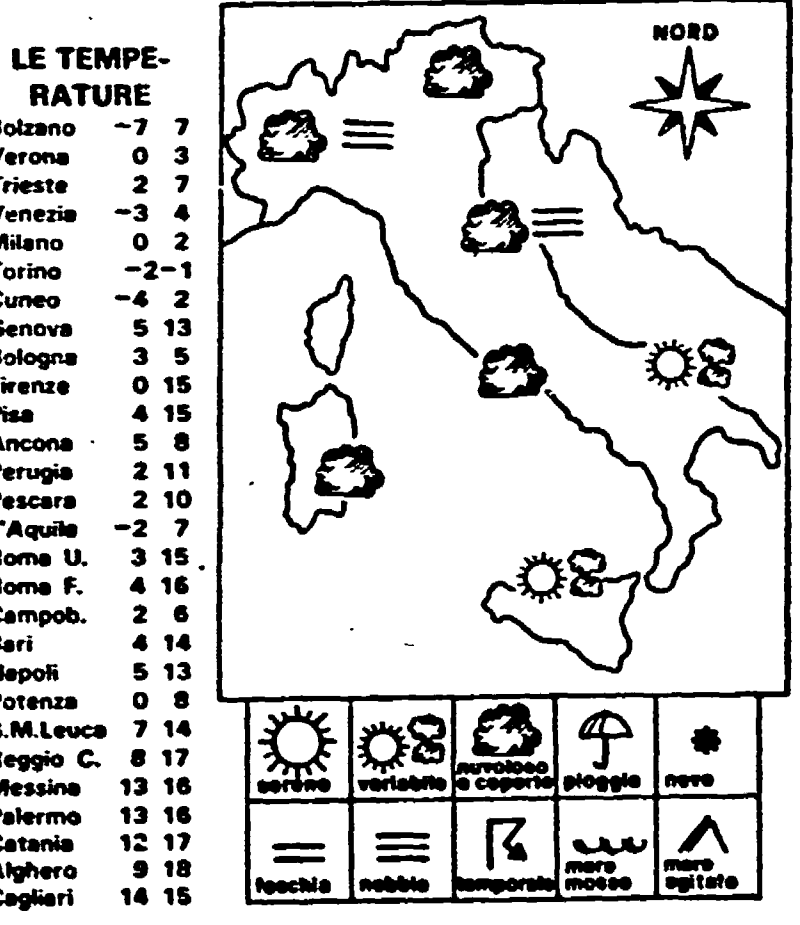 LE TEMPE-
RATURE
olzano -7 7
erona 0 3
rieste 2 7
enezia -3 4
ilano 0 2
orino -2 -1
uneo -4 2
enova 5 13
ologna 3 5
irenze 0 15
isa 4 15
Ancona 5 8
erugia 2 11
escara 2 10
'Aquila -2 7
oma U. 3 15
oma F. 4 16
ampob. 2 6
ari 4 14
apoli 5 13
otenza 0 8
.M.Leuca 7 14
eggio C. 8 17
essina 13 16
alermo 13 16
atania 12 17
lghero 9 18
agliari 14 15
NORD
sereno variabile nuvoloso e coperto pioggia neve
foschia nebbia temporale mare mosso mare agitato